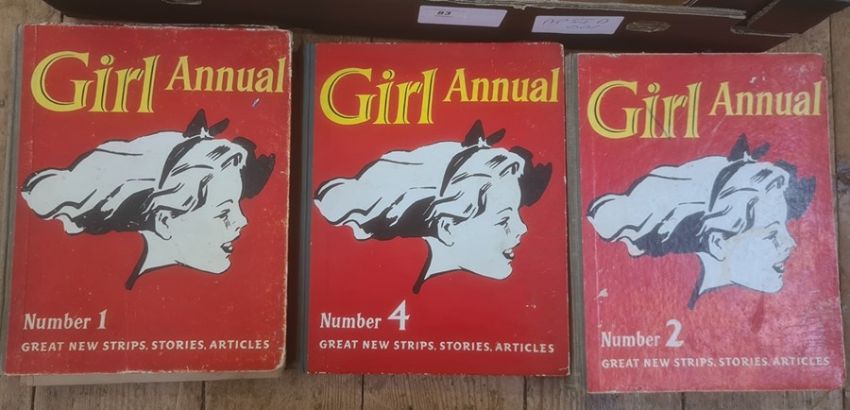 83
Girl Annual
Number 1
GREAT NEW STRIPS, STORIES, ARTICLES
Girl Annual
Number 4
GREAT NEW STRIPS, STORIES, ARTICLES
Girl Annual
Number 2
GREAT NEW STRIPS, STORIES, ARTICLES